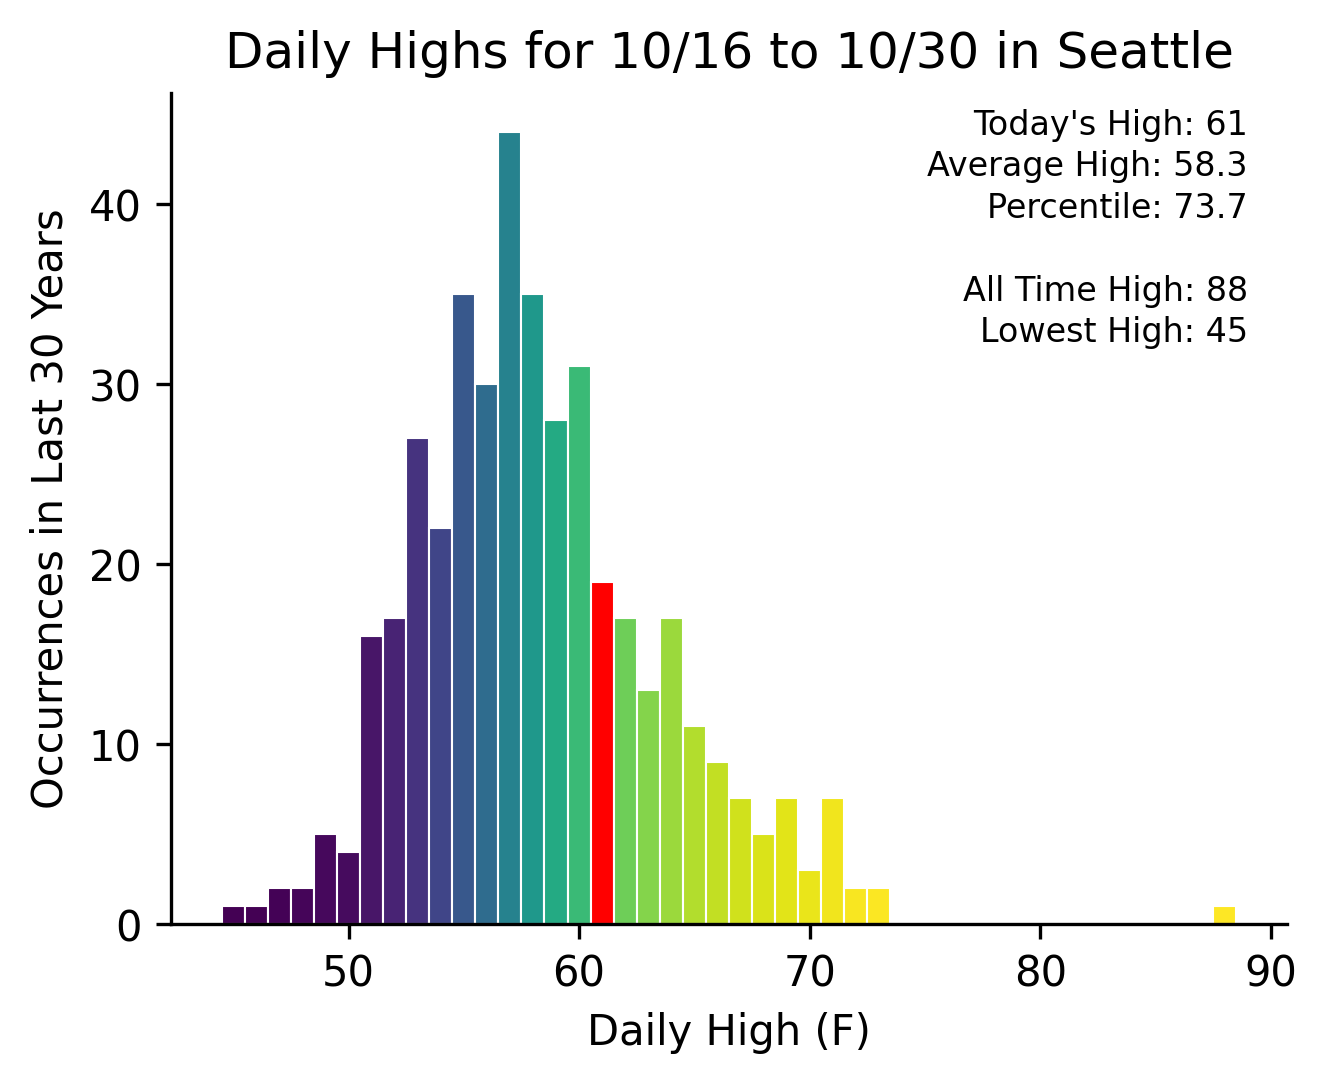 Daily Highs for 10/16 to 10/30 in Seattle
Today's High: 61
Average High: 58.3
Percentile: 73.7
All Time High: 88
Lowest High: 45
Occurrences in Last 30 Years
40
30
20
10
0
50 60 70 80 90
Daily High (F)